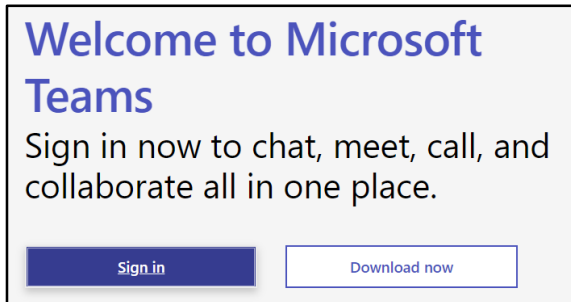 Welcome to Microsoft
Teams
Sign in now to chat, meet, call, and
collaborate all in one place.
Sign in
Download now